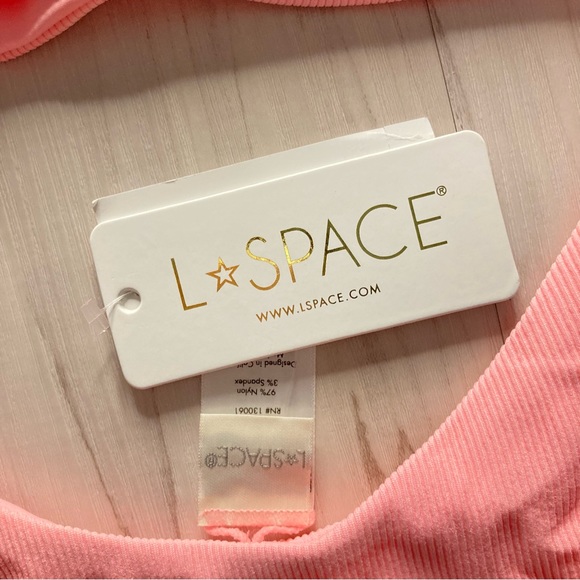 L☆SPACE®
WWW.LSPACE.COM
L★SPACE®
RN# 130061
97% Nylon
3% Spandex
Designed in